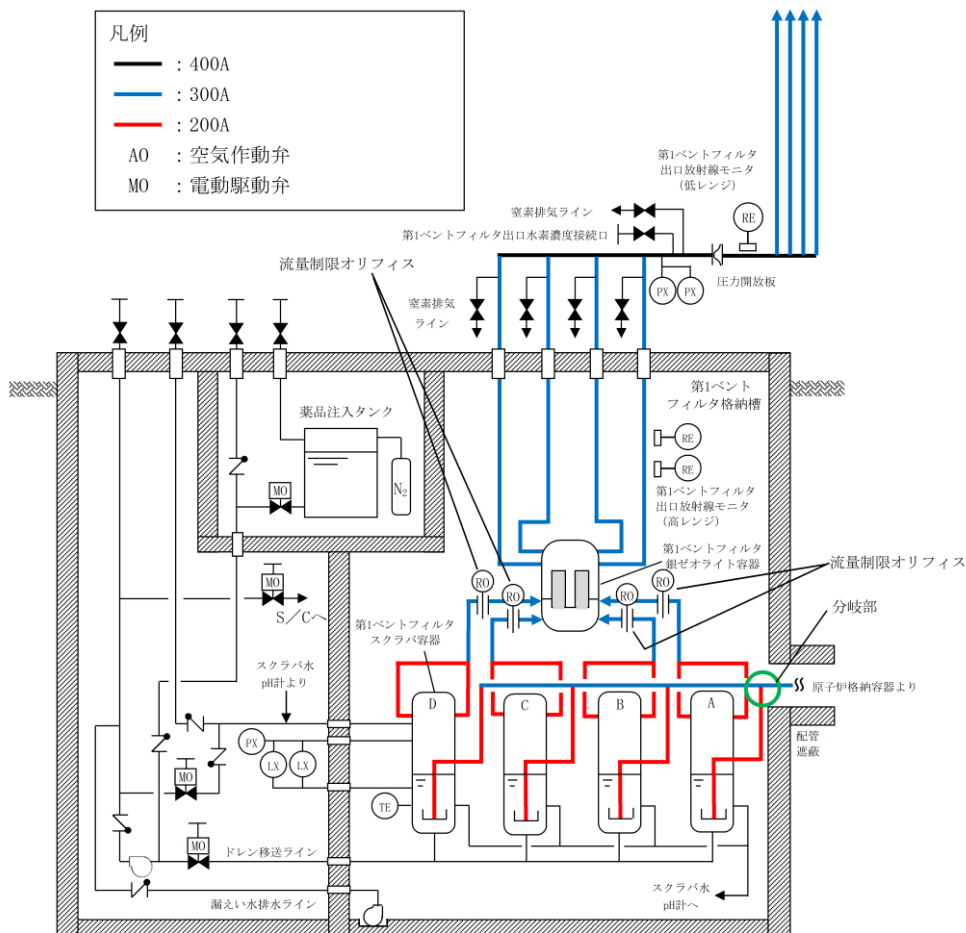 凡例
: 400A
: 300A
: 200A
AO : 空気作動弁
MO : 電動駆動弁
第1ベントフィルタ
出口放射線モニタ
(低レンジ)
RE
窒素排気ライン
第1ベントフィルタ出口水素濃度接続口
圧力開放板
PX
PX
流量制限オリフィス
窒素排気
ライン
第1ベント
フィルタ格納槽
薬品注入タンク
N2
MO
RE
RE
第1ベントフィルタ
出口放射線モニタ
(高レンジ)
第1ベントフィルタ
銀ゼオライト容器
流量制限オリフィス
RO
RO
RO
RO
MO
S/Cへ
第1ベントフィルタ
スクラバ容器
分岐部
スクラバ水
pH計より
原子炉格納容器より
配管
遮蔽
D
C
B
A
PX
LX
LX
MO
TE
MO
ドレン移送ライン
スクラバ水
pH計へ
漏えい水排水ライン